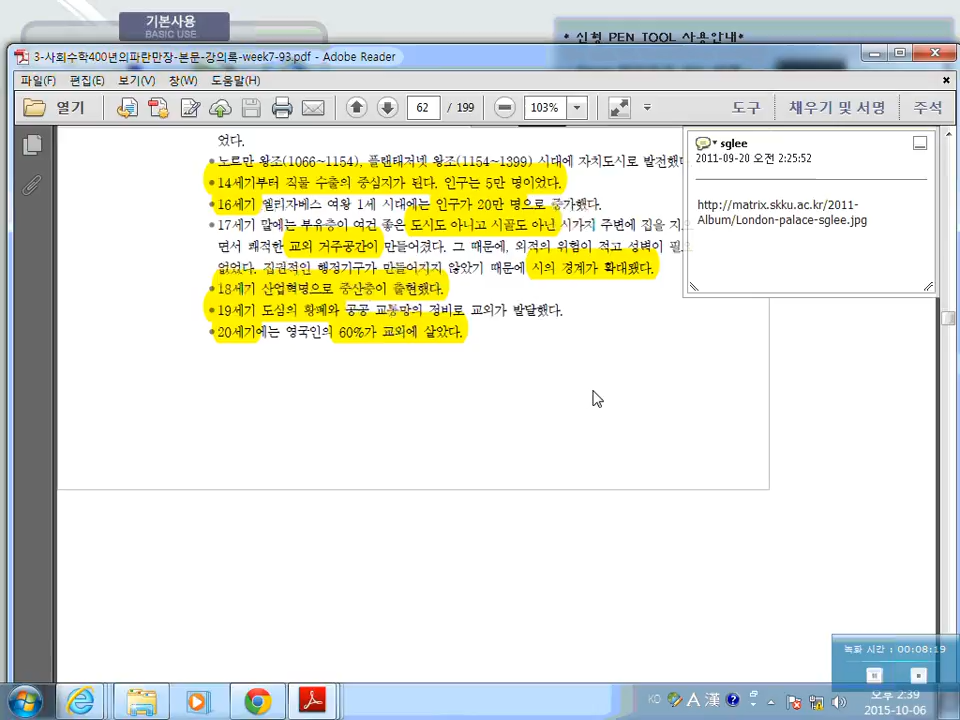 기본사용
BASIC USE
* 신형 PEN TOOL 사용안내*
3-사회수학400년의파란만장-본문-강의록-week7-93.pdf - Adobe Reader
파일(F) 편집(E) 보기(V) 창(W) 도움말(H)
열기 62 / 199 103% 도구 채우기 및 서명 주석
었다.
● 노르만 왕조(1066~1154), 플랜태저넷 왕조(1154~1399) 시대에 자치도시로 발전했
● 14세기부터 직물 수출의 중심지가 된다. 인구는 5만 명이었다.
● 16세기 엘리자베스 여왕 1세 시대에는 인구가 20만 명으로 증가했다.
● 17세기 말에는 부유층이 여건 좋은 도시도 아니고 시골도 아닌 시가지 주변에 집을 지으
면서 쾌적한 교외 거주공간이 만들어졌다. 그 때문에, 외적의 위험이 적고 성벽이 필요
없었다. 집권적인 행정기구가 만들어지지 않았기 때문에 시의 경계가 확대됐다.
● 18세기 산업혁명으로 중산층이 출현했다.
● 19세기 도심의 황폐와 공공 교통망의 정비로 교외가 발달했다.
● 20세기에는 영국인의 60%가 교외에 살았다.
sglee
2011-09-20 오전 2:25:52
http://matrix.skku.ac.kr/2011-
Album/London-palace-sglee.jpg
녹화 시간 : 00:08:19
KO A 漢
오후 2:39
2015-10-06